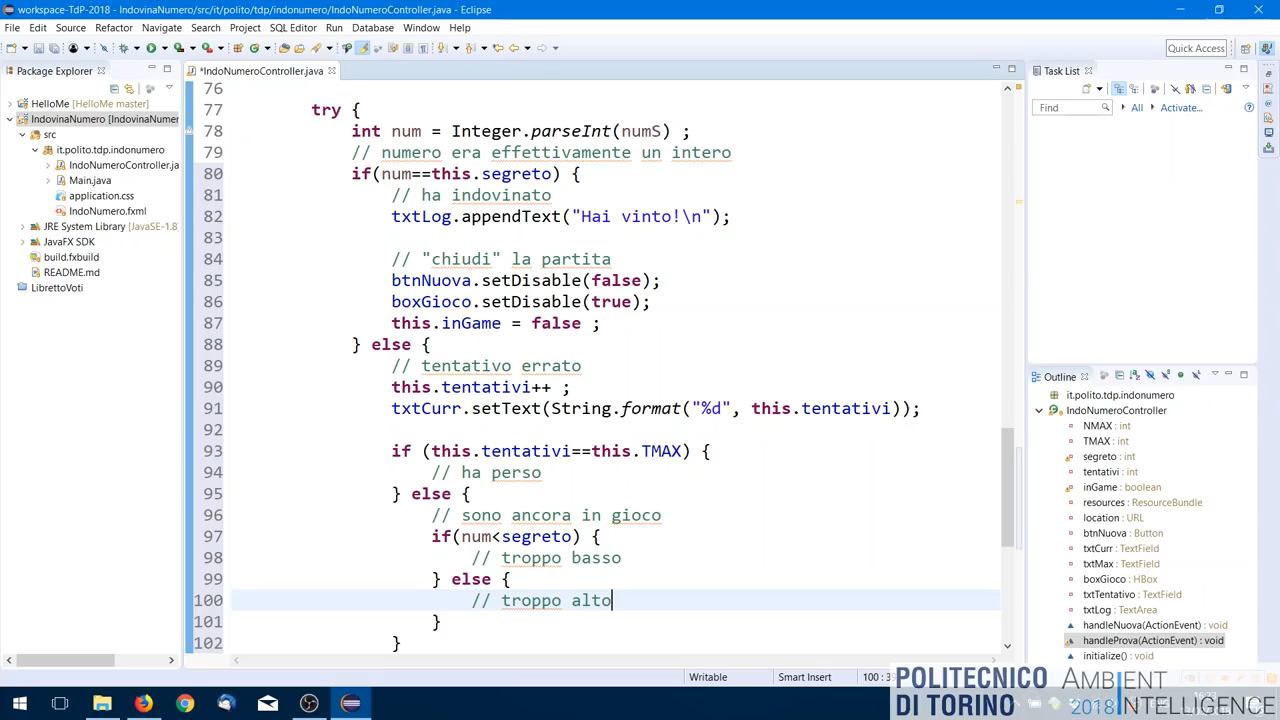 workspace-TdP-2018 - IndovinaNumero/src/it/polito/tdp/indonumero/IndoNumeroController.java - Eclipse
File Edit Source Refactor Navigate Search Project SQL Editor Run Database Window Help
Quick Access
Package Explorer
*IndoNumeroController.java
Task List
HelloMe [HelloMe master]
IndovinaNumero [IndovinaNumer
src
it.polito.tdp.indonumero
IndoNumeroController.ja
Main.java
application.css
IndoNumero.fxml
JRE System Library [JavaSE-1.8]
JavaFX SDK
build.fxbuild
README.md
LibrettoVoti
76
77 try {
78 int num = Integer.parseInt(numS) ;
79 // numero era effettivamente un intero
80 if(num==this.segreto) {
81 // ha indovinato
82 txtLog.appendText("Hai vinto!\n");
83
84 // "chiudi" la partita
85 btnNuova.setDisable(false);
86 boxGioco.setDisable(true);
87 this.inGame = false ;
88 } else {
89 // tentativo errato
90 this.tentativi++ ;
91 txtCurr.setText(String.format("%d", this.tentativi));
92
93 if (this.tentativi==this.TMAX) {
94 // ha perso
95 } else {
96 // sono ancora in gioco
97 if(num<segreto) {
98 // troppo basso
99 } else {
100 // troppo alto
101 }
102 }
Find All Activate...
Outline
it.polito.tdp.indonumero
IndoNumeroController
NMAX : int
TMAX : int
segreto : int
tentativi : int
inGame : boolean
resources : ResourceBundle
location : URL
btnNuova : Button
txtCurr : TextField
txtMax : TextField
boxGioco : HBox
txtTentativo : TextField
txtLog : TextArea
handleNuova(ActionEvent) : void
handleProva(ActionEvent) : void
initialize() : void
Writable Smart Insert
POLITECNICO
DI TORINO
AMBIENT
2018 INTELLIGENCE